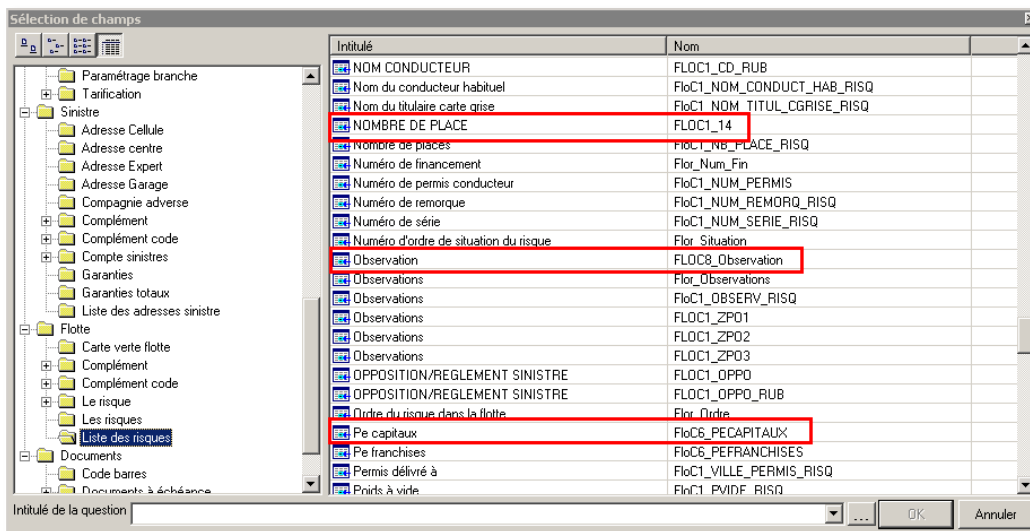 Sélection de champs
Paramétrage branche
Tarification
Sinistre
Adresse Cellule
Adresse centre
Adresse Expert
Adresse Garage
Compagnie adverse
Complément
Complément code
Compte sinistres
Garanties
Garanties totaux
Liste des adresses sinistre
Flotte
Carte verte flotte
Complément
Complément code
Le risque
Les risques
Liste des risques
Documents
Code barres
Documents à échéance
Intitulé Nom
NOM CONDUCTEUR FLOC1_CD_RUB
Nom du conducteur habituel FloC1_NOM_CONDUCT_HAB_RISQ
Nom du titulaire carte grise FloC1_NOM_TITUL_CGRISE_RISQ
NOMBRE DE PLACE FLOC1_14
Nombre de places FloC1_NB_PLACE_RISQ
Numéro de financement Flor_Num_Fin
Numéro de permis conducteur FloC1_NUM_PERMIS
Numéro de remorque FloC1_NUM_REMORQ_RISQ
Numéro de série FloC1_NUM_SERIE_RISQ
Numéro d'ordre de situation du risque Flor_Situation
Observation FLOC8_Observation
Observations Flor_Observations
Observations FloC1_OBSERV_RISQ
Observations FLOC1_ZPO1
Observations FLOC1_ZPO2
Observations FLOC1_ZPO3
OPPOSITION/REGLEMENT SINISTRE FLOC1_OPPO
OPPOSITION/REGLEMENT SINISTRE FLOC1_OPPO_RUB
Ordre du risque dans la flotte Flor_Ordre
Pe capitaux FloC6_PECAPITAUX
Pe franchises FloC6_PEFRANCHISES
Permis délivré à FloC1_VILLE_PERMIS_RISQ
Poids à vide FloC1_PVIDE_RISQ
Intitulé de la question ... OK Annuler